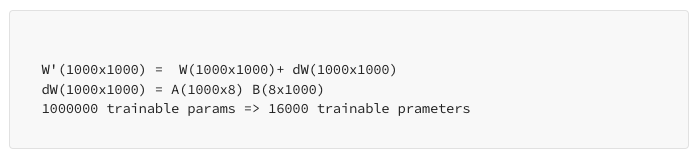 W'(1000x1000) =  W(1000x1000)+ dW(1000x1000)
dW(1000x1000) = A(1000x8) B(8x1000)
1000000 trainable params => 16000 trainable prameters